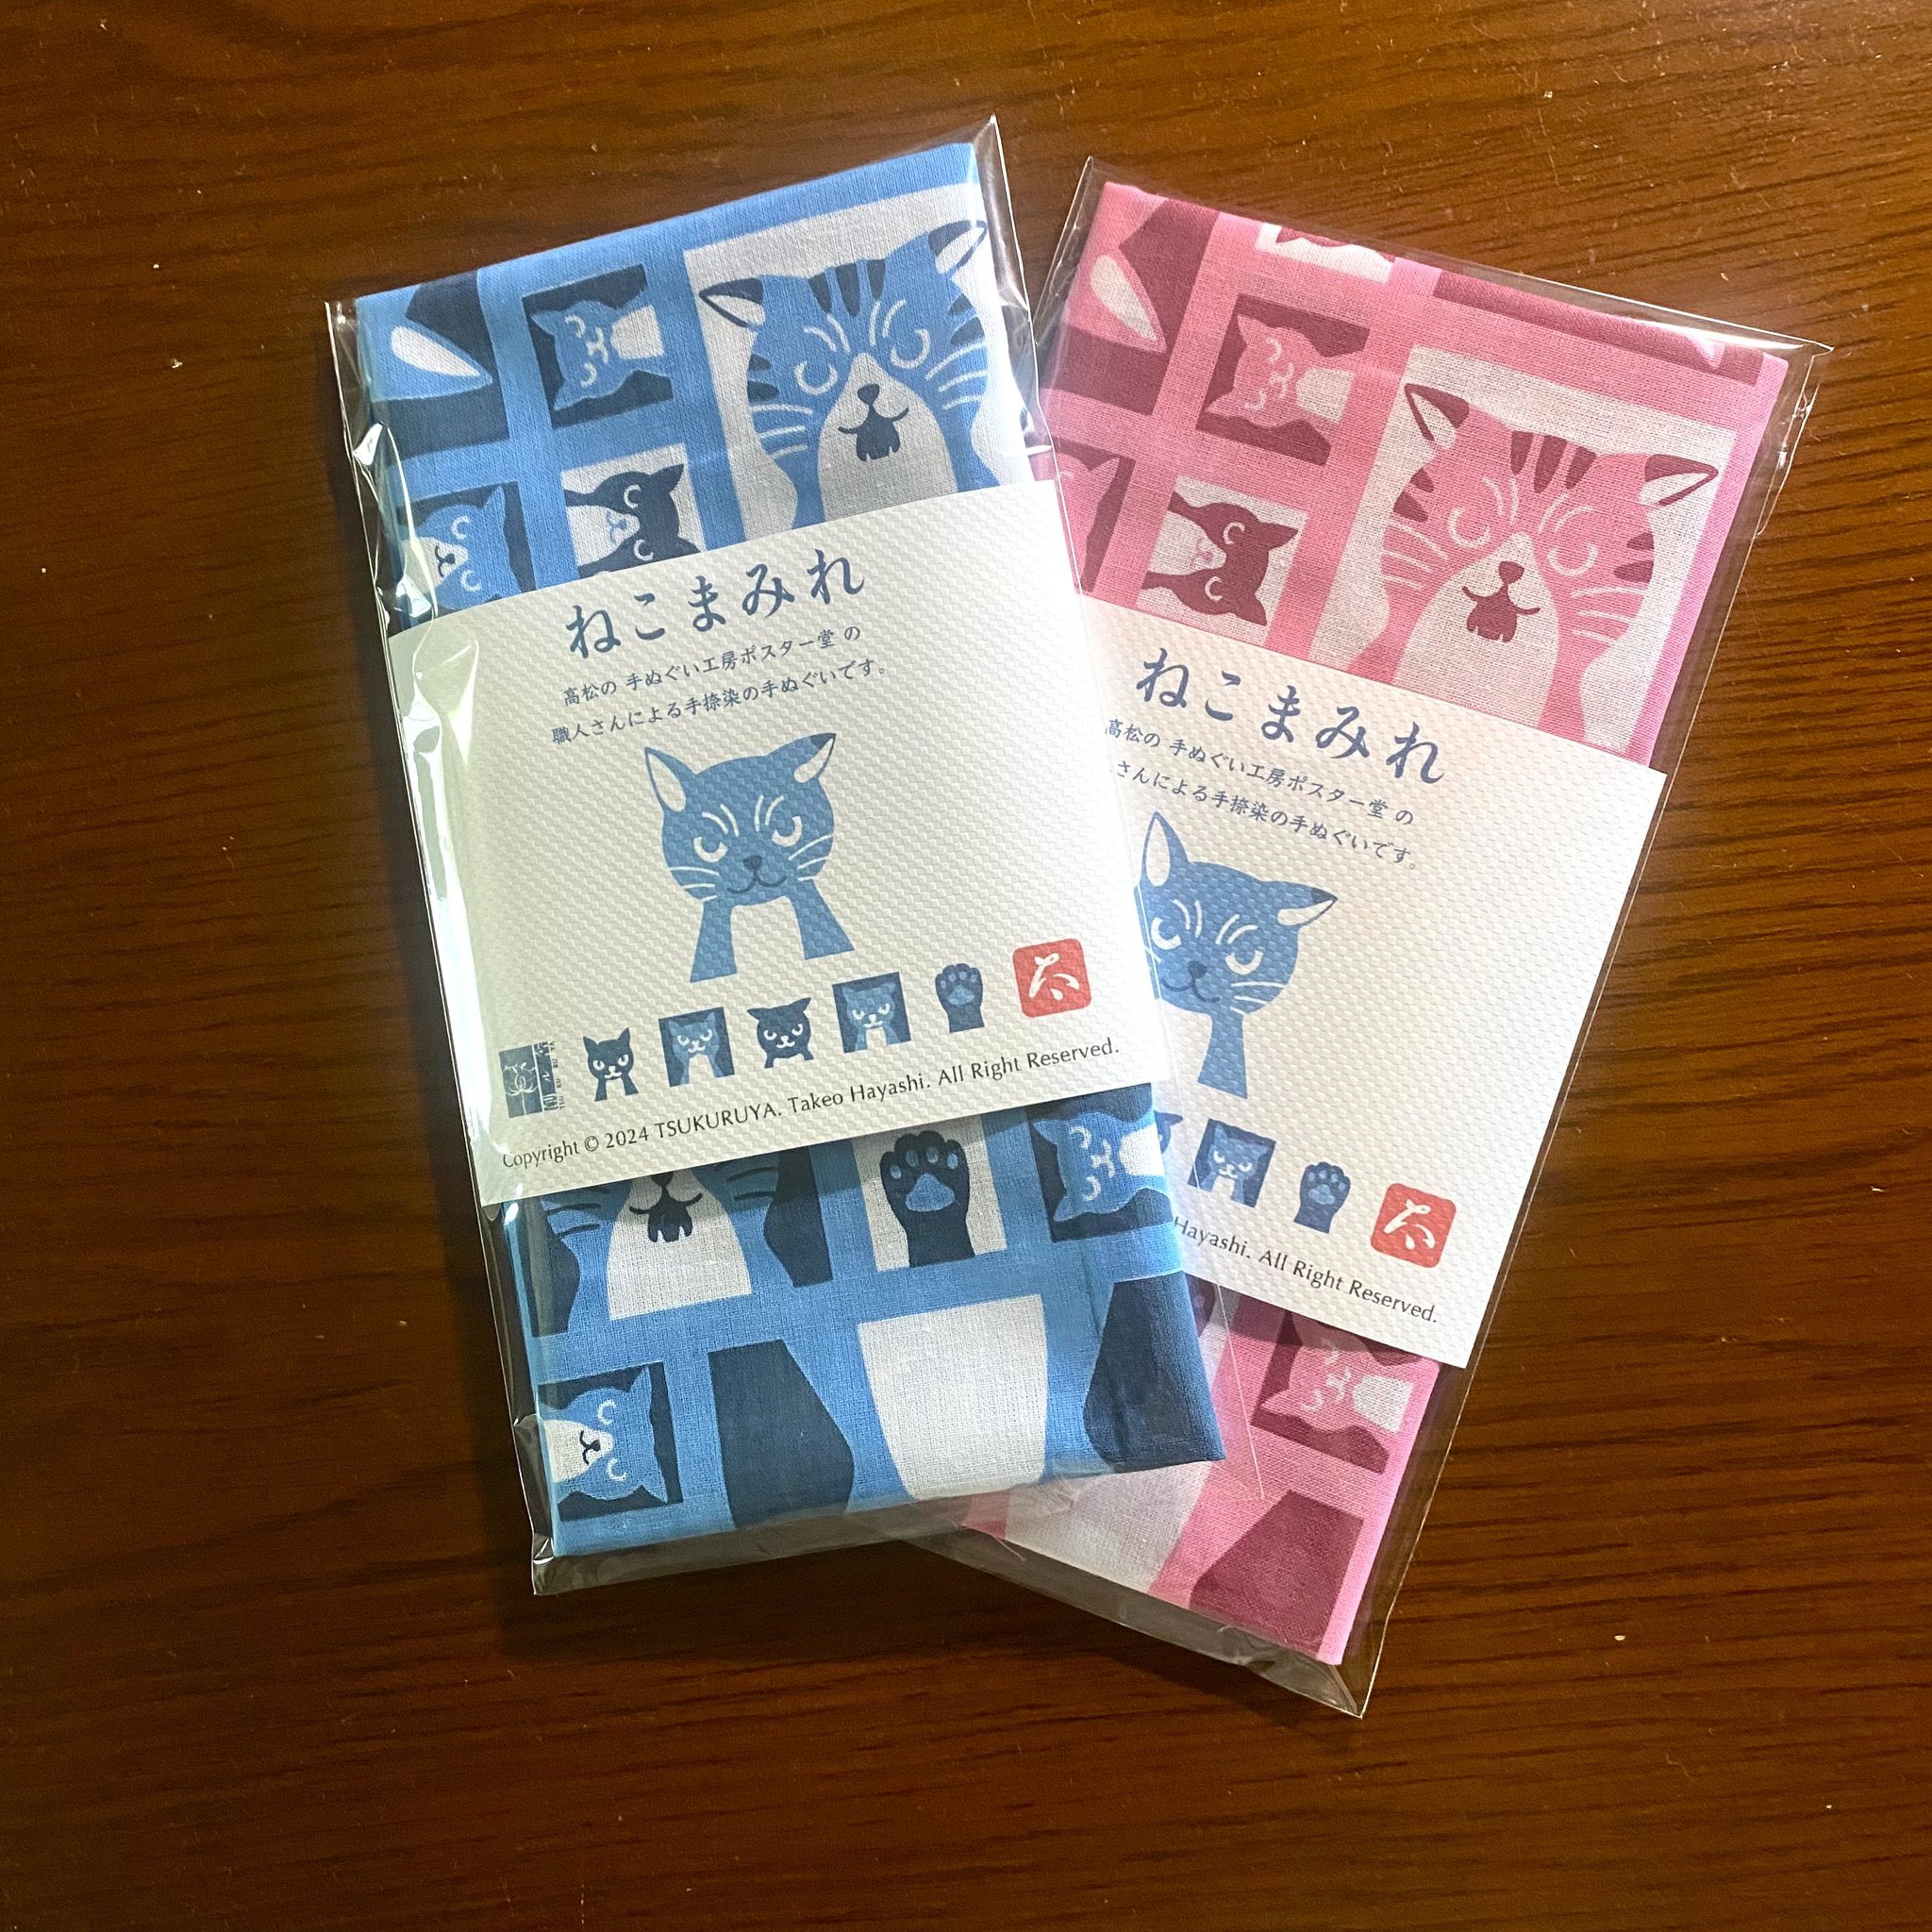 ねこまみれ
高松の 手ぬぐい工房ポスター堂 の
職人さんによる手捺染の手ぬぐいです。
Copyright © 2024 TSUKURUYA. Takeo Hayashi. All Right Reserved.
ねこまみれ
高松の 手ぬぐい工房ポスター堂 の
さんによる手捺染の手ぬぐいです。
Hayashi. All Right Reserved.